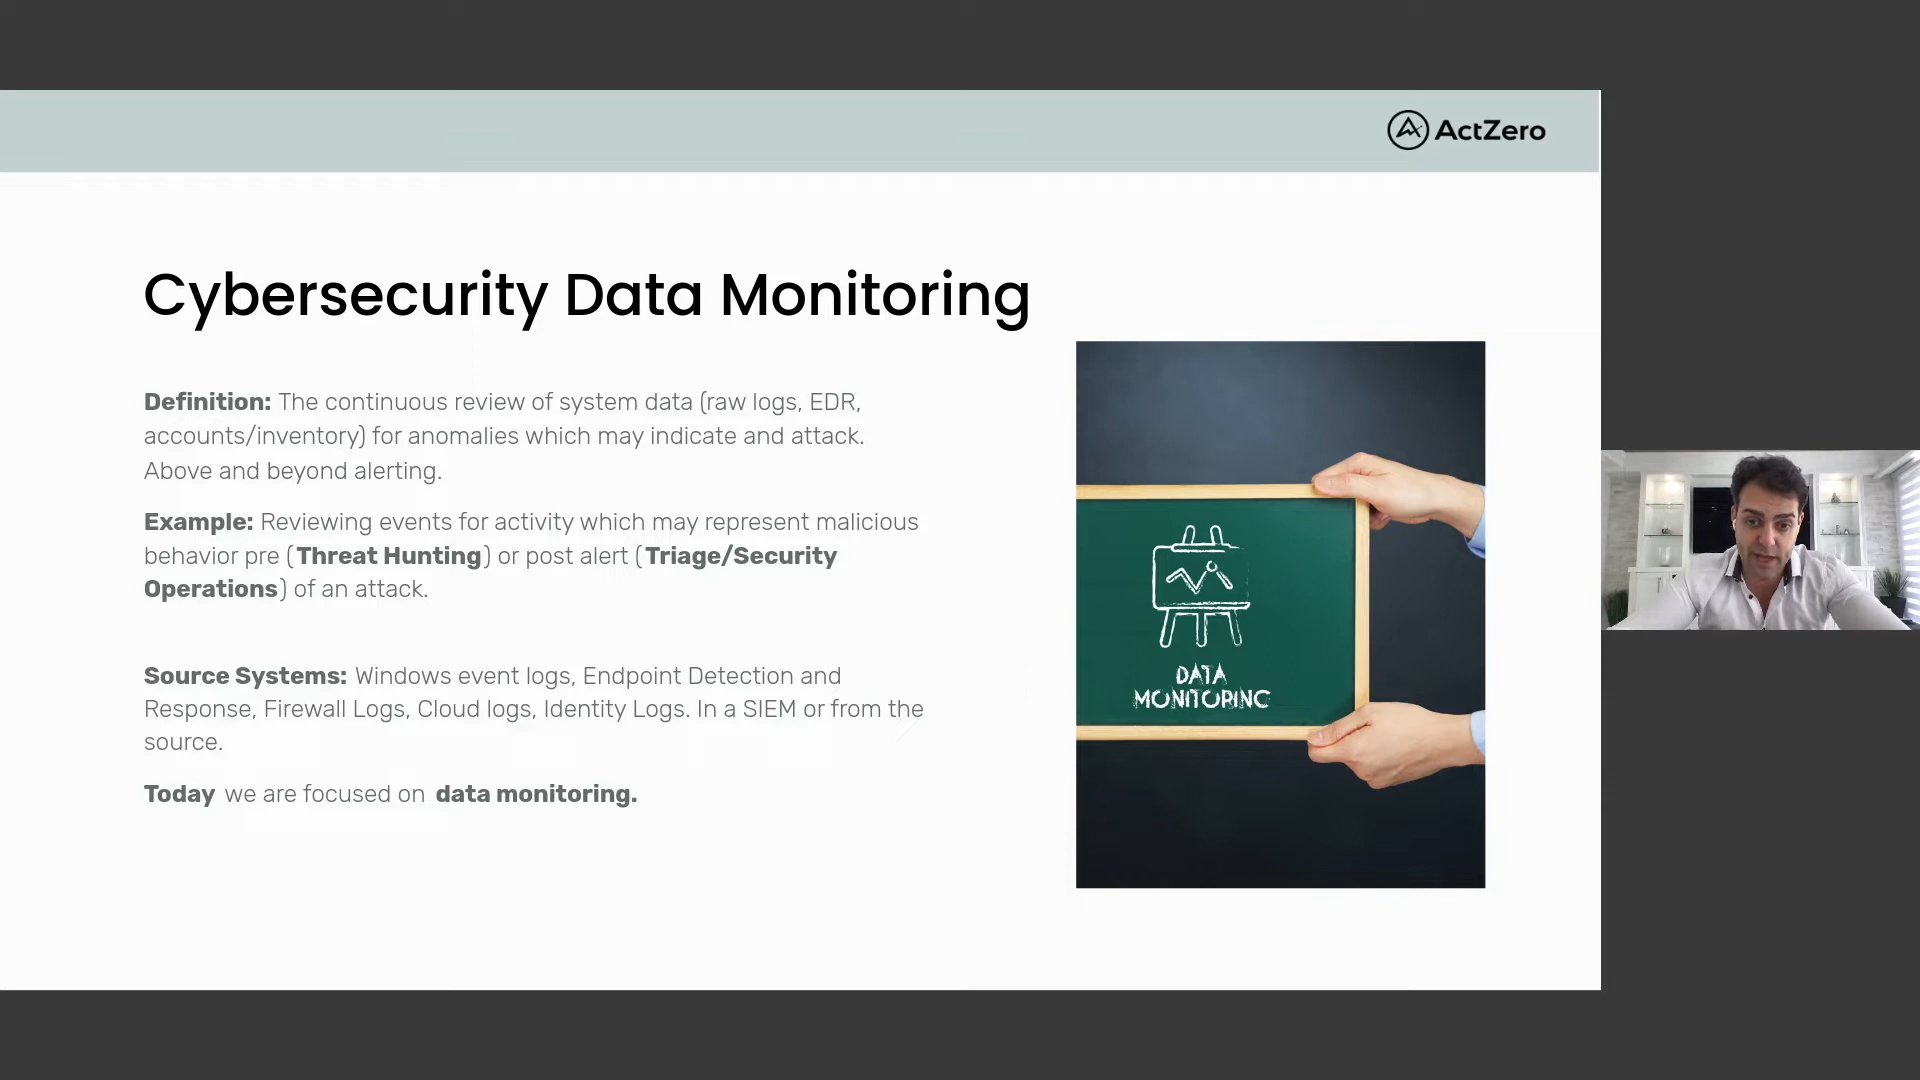 ActZero
Cybersecurity Data Monitoring
Definition: The continuous review of system data (raw logs, EDR,
accounts/inventory) for anomalies which may indicate and attack.
Above and beyond alerting.
Example: Reviewing events for activity which may represent malicious
behavior pre (Threat Hunting) or post alert (Triage/Security
Operations) of an attack.
Source Systems: Windows event logs, Endpoint Detection and
Response, Firewall Logs, Cloud logs, Identity Logs. In a SIEM or from the
source.
Today we are focused on data monitoring.
DATA
MONITORING